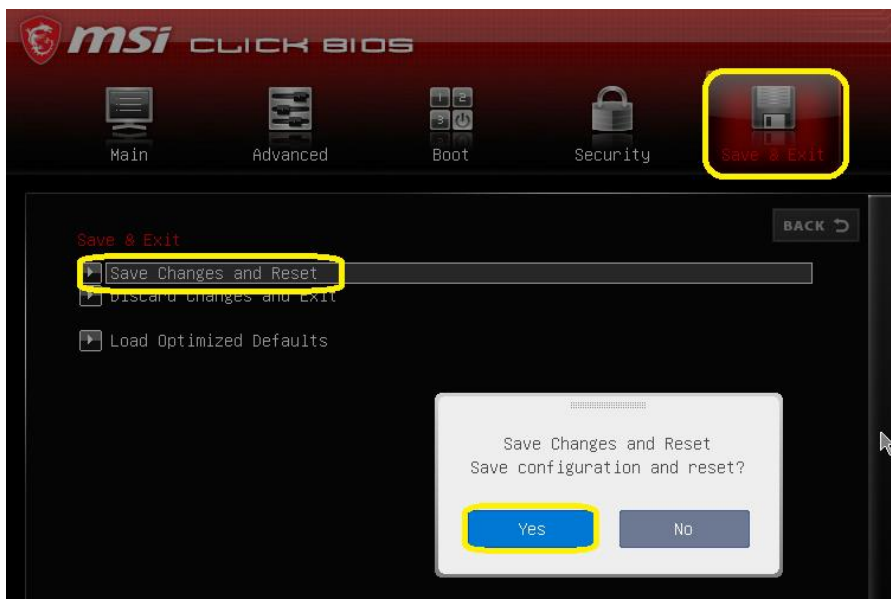 msi CLICK BIOS
Main Advanced Boot Security Save & Exit
BACK
Save & Exit
Save Changes and Reset
Discard Changes and Exit
Load Optimized Defaults
Save Changes and Reset
Save configuration and reset?
Yes No